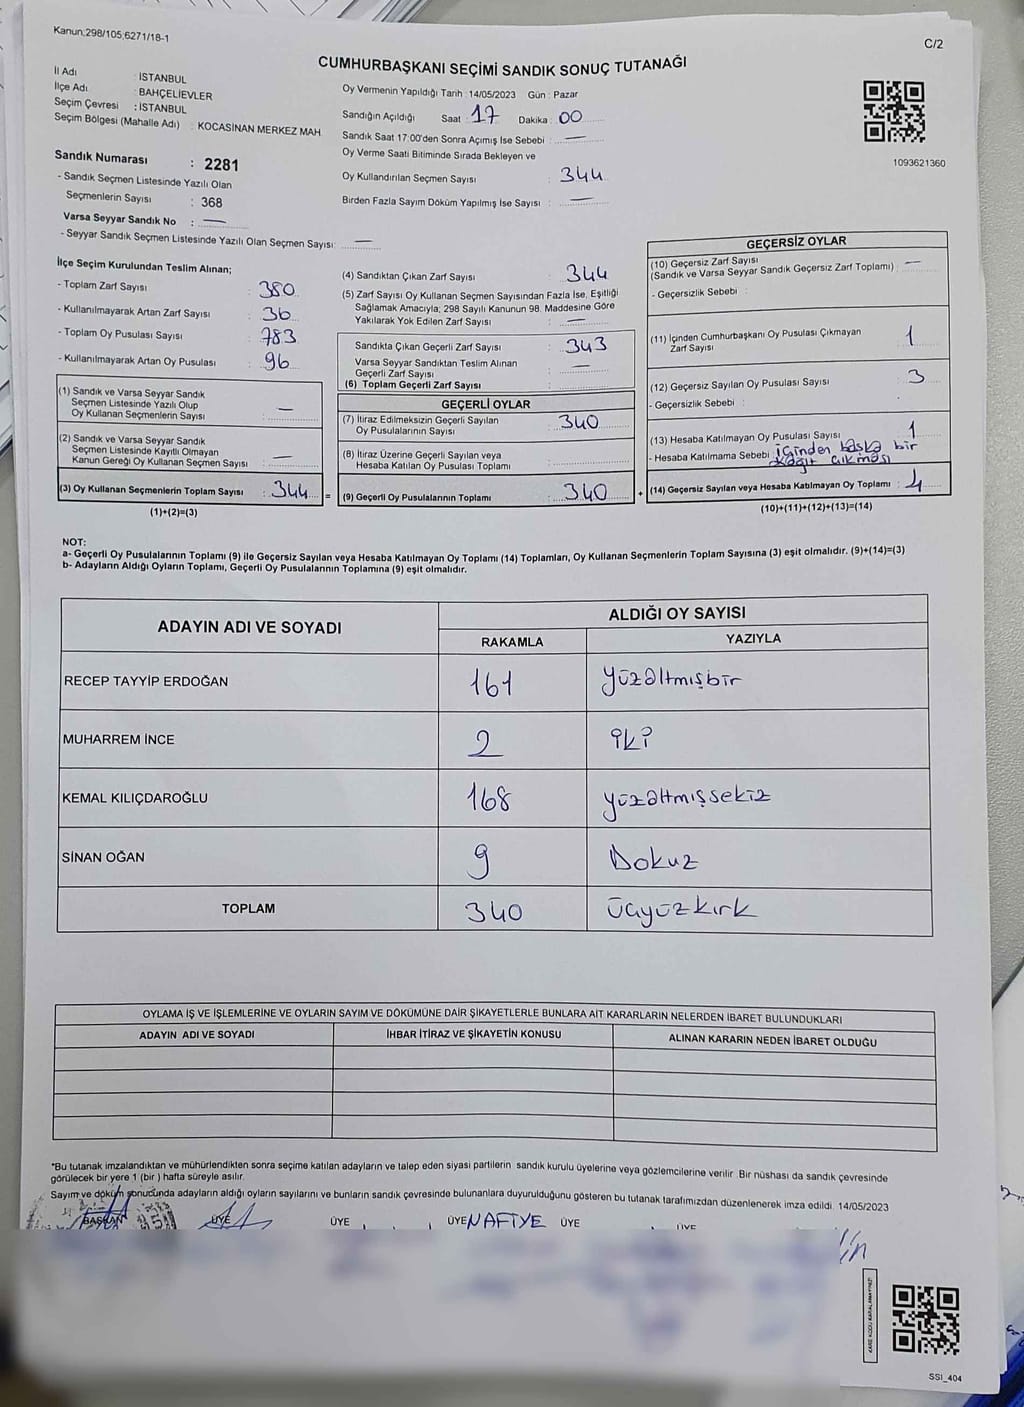 Kanun:298/105;6271/18-1
C/2
CUMHURBAŞKANI SEÇİMİ SANDIK SONUÇ TUTANAĞI
İl Adı : İSTANBUL
İlçe Adı : BAHÇELİEVLER
Seçim Çevresi : İSTANBUL
Seçim Bölgesi (Mahalle Adı) : KOCASİNAN MERKEZ MAH.
Sandık Numarası : 2281
- Sandık Seçmen Listesinde Yazılı Olan
Seçmenlerin Sayısı : 368
Varsa Seyyar Sandık No : —
- Seyyar Sandık Seçmen Listesinde Yazılı Olan Seçmen Sayısı: —
Oy Vermenin Yapıldığı Tarih : 14/05/2023 Gün : Pazar
Sandığın Açıldığı Saat : 17 Dakika : 00
Sandık Saat 17:00'den Sonra Açımış İse Sebebi : —
Oy Verme Saati Bitiminde Sırada Bekleyen ve
Oy Kullandırılan Seçmen Sayısı : 344
Birden Fazla Sayım Döküm Yapılmış İse Sayısı : —
1093621360
İlçe Seçim Kurulundan Teslim Alınan;
- Toplam Zarf Sayısı : 380
- Kullanılmayarak Artan Zarf Sayısı : 36
- Toplam Oy Pusulası Sayısı : 783
- Kullanılmayarak Artan Oy Pusulası : 96
(1) Sandık ve Varsa Seyyar Sandık
Seçmen Listesinde Yazılı Olup
Oy Kullanan Seçmenlerin Sayısı : —
(2) Sandık ve Varsa Seyyar Sandık
Seçmen Listesinde Kayıtlı Olmayan
Kanun Gereği Oy Kullanan Seçmen Sayısı : —
(3) Oy Kullanan Seçmenlerin Toplam Sayısı : 344
(1)+(2)=(3)
=
(4) Sandıktan Çıkan Zarf Sayısı : 344
(5) Zarf Sayısı Oy Kullanan Seçmen Sayısından Fazla İse, Eşitliği
Sağlamak Amacıyla; 298 Sayılı Kanunun 98. Maddesine Göre
Yakılarak Yok Edilen Zarf Sayısı : —
Sandıkta Çıkan Geçerli Zarf Sayısı : 343
Varsa Seyyar Sandıktan Teslim Alınan
Geçerli Zarf Sayısı : —
(6) Toplam Geçerli Zarf Sayısı
GEÇERLİ OYLAR
(7) İtiraz Edilmeksizin Geçerli Sayılan
Oy Pusulalarının Sayısı : 340
(8) İtiraz Üzerine Geçerli Sayılan veya
Hesaba Katılan Oy Pusulası Toplamı :
(9) Geçerli Oy Pusulalarının Toplamı : 340
+
GEÇERSİZ OYLAR
(10) Geçersiz Zarf Sayısı
(Sandık ve Varsa Seyyar Sandık Geçersiz Zarf Toplamı) : —
- Geçersizlik Sebebi :
(11) İçinden Cumhurbaşkanı Oy Pusulası Çıkmayan
Zarf Sayısı : 1
(12) Geçersiz Sayılan Oy Pusulası Sayısı : 3
- Geçersizlik Sebebi :
(13) Hesaba Katılmayan Oy Pusulası Sayısı : 1
- Hesaba Katılmama Sebebi : içinden başka bir
kağıt çıkması
(14) Geçersiz Sayılan veya Hesaba Katılmayan Oy Toplamı : 4
(10)+(11)+(12)+(13)=(14)
NOT:
a- Geçerli Oy Pusulalarının Toplamı (9) ile Geçersiz Sayılan veya Hesaba Katılmayan Oy Toplamı (14) Toplamları, Oy Kullanan Seçmenlerin Toplam Sayısına (3) eşit olmalıdır. (9)+(14)=(3)
b- Adayların Aldığı Oyların Toplamı, Geçerli Oy Pusulalarının Toplamına (9) eşit olmalıdır.
ADAYIN ADI VE SOYADI
ALDIĞI OY SAYISI
RAKAMLA YAZIYLA
RECEP TAYYİP ERDOĞAN 161 yüzaltmışbir
MUHARREM İNCE 2 iki
KEMAL KILIÇDAROĞLU 168 yüzaltmışsekiz
SİNAN OĞAN 9 Dokuz
TOPLAM 340 üçyüzkırk
OYLAMA İŞ VE İŞLEMLERİNE VE OYLARIN SAYIM VE DÖKÜMÜNE DAİR ŞİKAYETLERLE BUNLARA AİT KARARLARIN NELERDEN İBARET BULUNDUKLARI
ADAYIN ADI VE SOYADI İHBAR İTİRAZ VE ŞİKAYETİN KONUSU ALINAN KARARIN NEDEN İBARET OLDUĞU
*Bu tutanak imzalandıktan ve mühürlendikten sonra seçime katılan adayların ve talep eden siyasi partilerin sandık kurulu üyelerine veya gözlemcilerine verilir. Bir nüshası da sandık çevresinde
görülecek bir yere 1 (bir ) hafta süreyle asılır.
Sayım ve döküm sonucunda adayların aldığı oyların sayılarını ve bunların sandık çevresinde bulunanlara duyurulduğunu gösteren bu tutanak tarafımızdan düzenlenerek imza edildi. 14/05/2023
BAŞKAN ÜYE ÜYE ÜYE NAFİYE ÜYE ÜYE
SSI_404